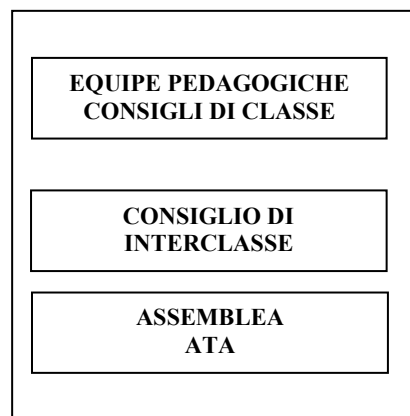 EQUIPE PEDAGOGICHE
CONSIGLI DI CLASSE
CONSIGLIO DI
INTERCLASSE
ASSEMBLEA
ATA